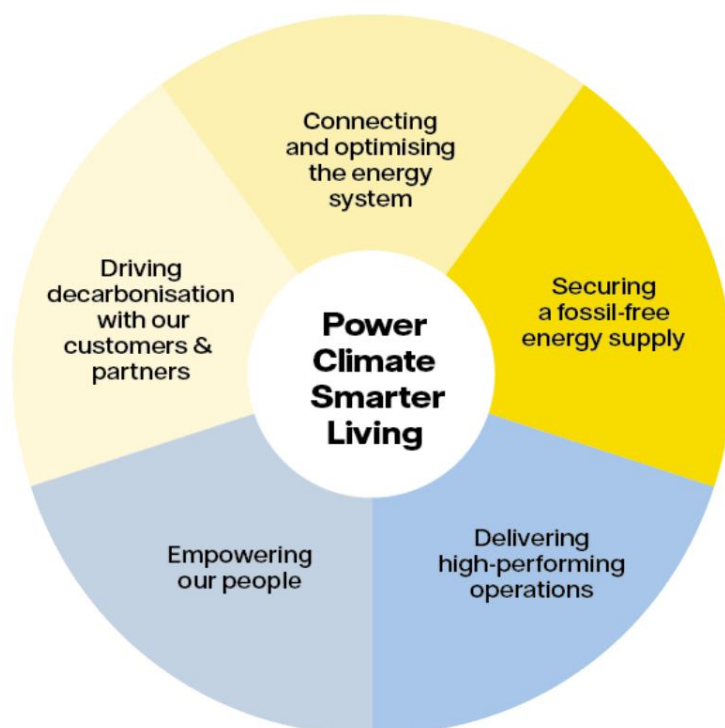 Connecting
and optimising
the energy
system
Securing
a fossil-free
energy supply
Delivering
high-performing
operations
Empowering
our people
Driving
decarbonisation
with our
customers &
partners
Power
Climate
Smarter
Living